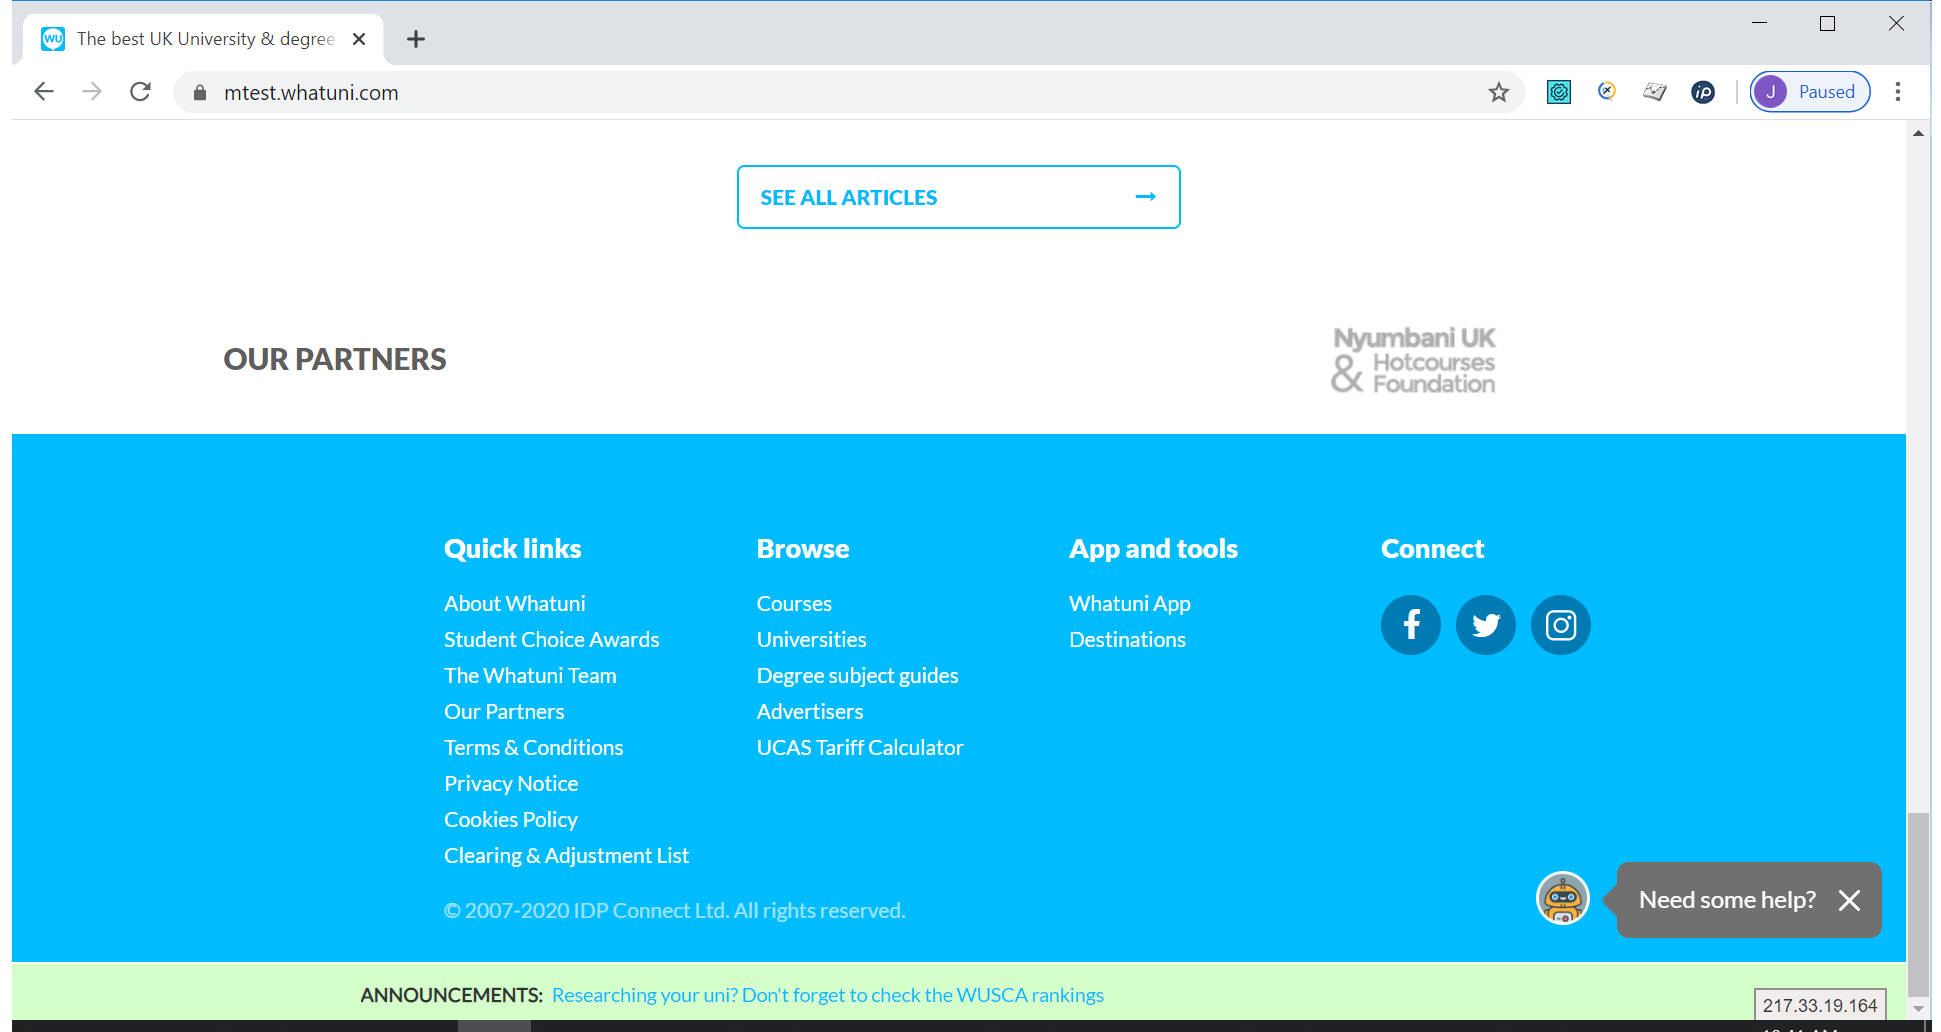 The best UK University & degree
mtest.whatuni.com
J Paused
SEE ALL ARTICLES
OUR PARTNERS
Nyumbani UK
& Hotcourses
Foundation
Quick links
About Whatuni
Student Choice Awards
The Whatuni Team
Our Partners
Terms & Conditions
Privacy Notice
Cookies Policy
Clearing & Adjustment List
Browse
Courses
Universities
Degree subject guides
Advertisers
UCAS Tariff Calculator
App and tools
Whatuni App
Destinations
Connect
© 2007-2020 IDP Connect Ltd. All rights reserved.
Need some help?
ANNOUNCEMENTS: Researching your uni? Don't forget to check the WUSCA rankings
217.33.19.164